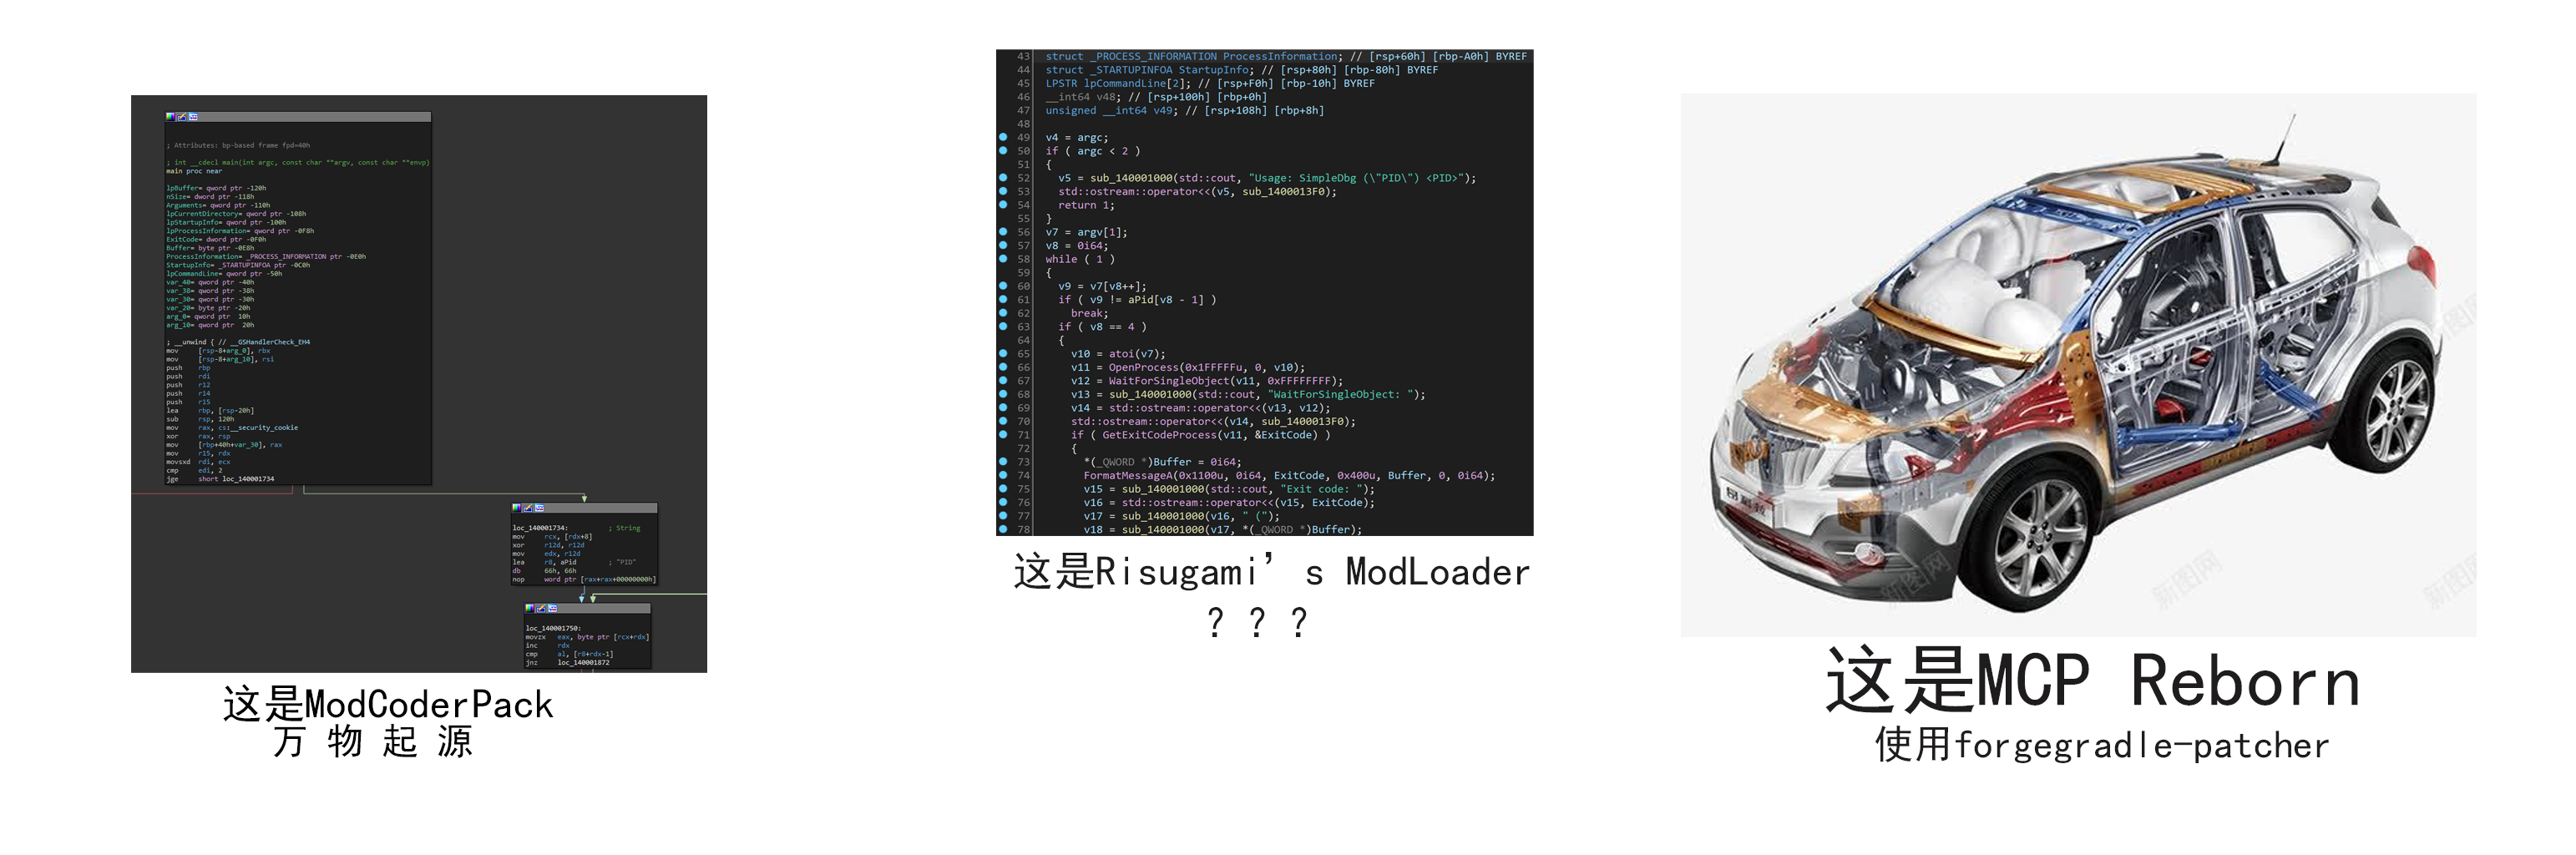 ; Attributes: bp-based frame fpd=40h
; int __cdecl main(int argc, const char **argv, const char **envp)
main proc near
lpBuffer= qword ptr -120h
nSize= dword ptr -118h
Arguments= qword ptr -110h
lpCurrentDirectory= qword ptr -108h
lpStartupInfo= qword ptr -100h
lpProcessInformation= qword ptr -0F8h
ExitCode= dword ptr -0F0h
Buffer= byte ptr -0E8h
ProcessInformation= _PROCESS_INFORMATION ptr -0E0h
StartupInfo= _STARTUPINFOA ptr -0C0h
lpCommandLine= qword ptr -50h
var_40= qword ptr -40h
var_38= qword ptr -38h
var_30= qword ptr -30h
var_20= byte ptr -20h
arg_0= qword ptr  10h
arg_10= qword ptr  20h
; __unwind { // __GSHandlerCheck_EH4
mov [rsp-8+arg_0], rbx
mov [rsp-8+arg_10], rsi
push rbp
push rdi
push r12
push r14
push r15
lea rbp, [rsp-20h]
sub rsp, 120h
mov rax, cs:__security_cookie
xor rax, rsp
mov [rbp+40h+var_30], rax
mov r15, rdx
movsxd rdi, ecx
cmp edi, 2
jge short loc_140001734
loc_140001734: ; String
mov rcx, [rdx+8]
xor r12d, r12d
mov edx, r12d
lea r8, aPid ; "PID"
db 66h, 66h
nop word ptr [rax+rax+00000000h]
loc_140001750:
movzx eax, byte ptr [rcx+rdx]
inc rdx
cmp al, [r8+rdx-1]
jnz loc_140001872
这是ModCoderPack
万 物 起 源
43 struct _PROCESS_INFORMATION ProcessInformation; // [rsp+60h] [rbp-A0h] BYREF
44 struct _STARTUPINFOA StartupInfo; // [rsp+80h] [rbp-80h] BYREF
45 LPSTR lpCommandLine[2]; // [rsp+F0h] [rbp-10h] BYREF
46 __int64 v48; // [rsp+100h] [rbp+0h]
47 unsigned __int64 v49; // [rsp+108h] [rbp+8h]
48
49 v4 = argc;
50 if ( argc < 2 )
51 {
52 v5 = sub_140001000(std::cout, "Usage: SimpleDbg (\"PID\") <PID>");
53 std::ostream::operator<<(v5, sub_1400013F0);
54 return 1;
55 }
56 v7 = argv[1];
57 v8 = 0i64;
58 while ( 1 )
59 {
60 v9 = v7[v8++];
61 if ( v9 != aPid[v8 - 1] )
62 break;
63 if ( v8 == 4 )
64 {
65 v10 = atoi(v7);
66 v11 = OpenProcess(0x1FFFFFu, 0, v10);
67 v12 = WaitForSingleObject(v11, 0xFFFFFFFF);
68 v13 = sub_140001000(std::cout, "WaitForSingleObject: ");
69 v14 = std::ostream::operator<<(v13, v12);
70 std::ostream::operator<<(v14, sub_1400013F0);
71 if ( GetExitCodeProcess(v11, &ExitCode) )
72 {
73 *(_QWORD *)Buffer = 0i64;
74 FormatMessageA(0x1100u, 0i64, ExitCode, 0x400u, Buffer, 0, 0i64);
75 v15 = sub_140001000(std::cout, "Exit code: ");
76 v16 = std::ostream::operator<<(v15, ExitCode);
77 v17 = sub_140001000(v16, " (");
78 v18 = sub_140001000(v17, *(_QWORD *)Buffer);
这是Risugami’s ModLoader
？？？
新图网
新图网
新图网
新图网
这是MCP Reborn
使用forgegradle-patcher